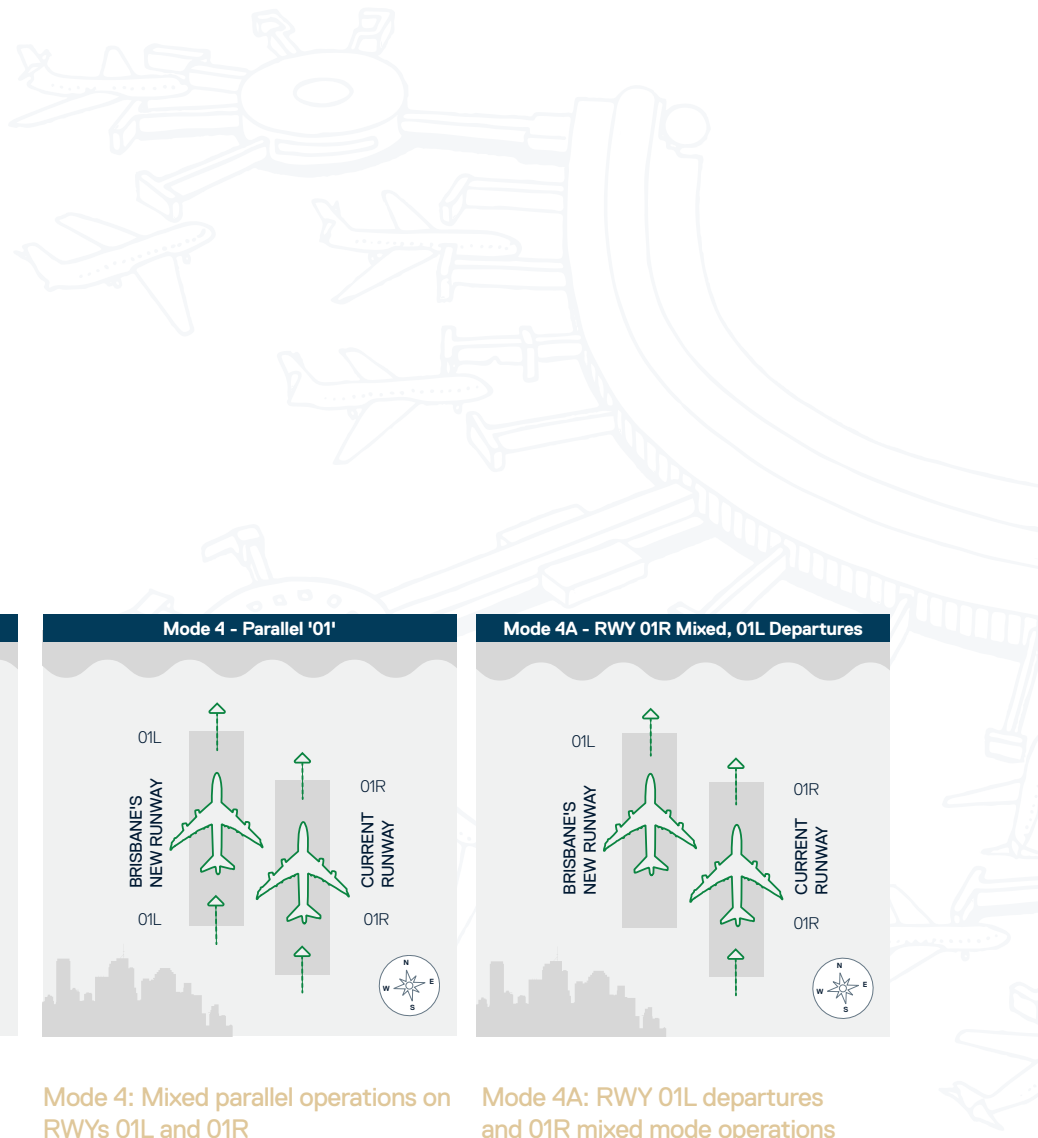 Mode 4 - Parallel '01'
01L
BRISBANE'S
NEW RUNWAY
01L
01R
CURRENT
RUNWAY
01R
N
W
E
S
Mode 4A - RWY 01R Mixed, 01L Departures
01L
BRISBANE'S
NEW RUNWAY
01R
CURRENT
RUNWAY
01R
N
W
E
S
Mode 4: Mixed parallel operations on
RWYs 01L and 01R
Mode 4A: RWY 01L departures
and 01R mixed mode operations